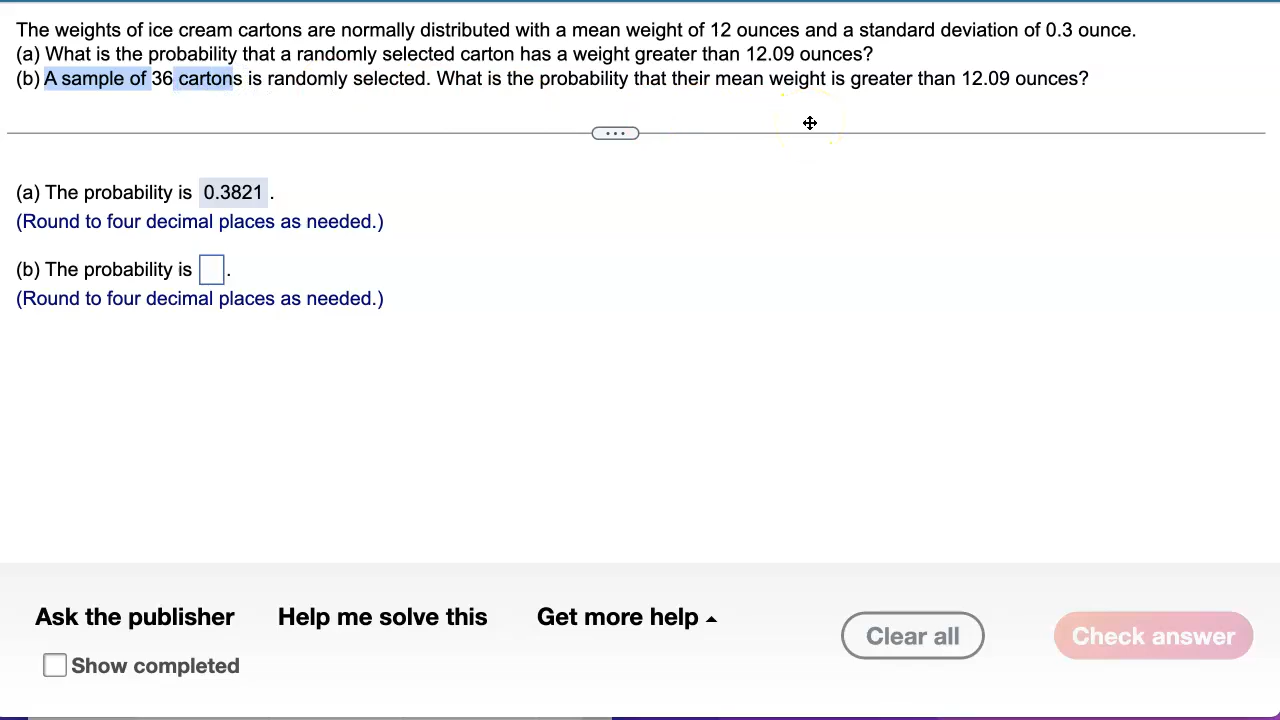 The weights of ice cream cartons are normally distributed with a mean weight of 12 ounces and a standard deviation of 0.3 ounce.
(a) What is the probability that a randomly selected carton has a weight greater than 12.09 ounces?
(b) A sample of 36 cartons is randomly selected. What is the probability that their mean weight is greater than 12.09 ounces?
(a) The probability is 0.3821.
(Round to four decimal places as needed.)
(b) The probability is .
(Round to four decimal places as needed.)
Ask the publisher Help me solve this Get more help
Clear all Check answer
Show completed